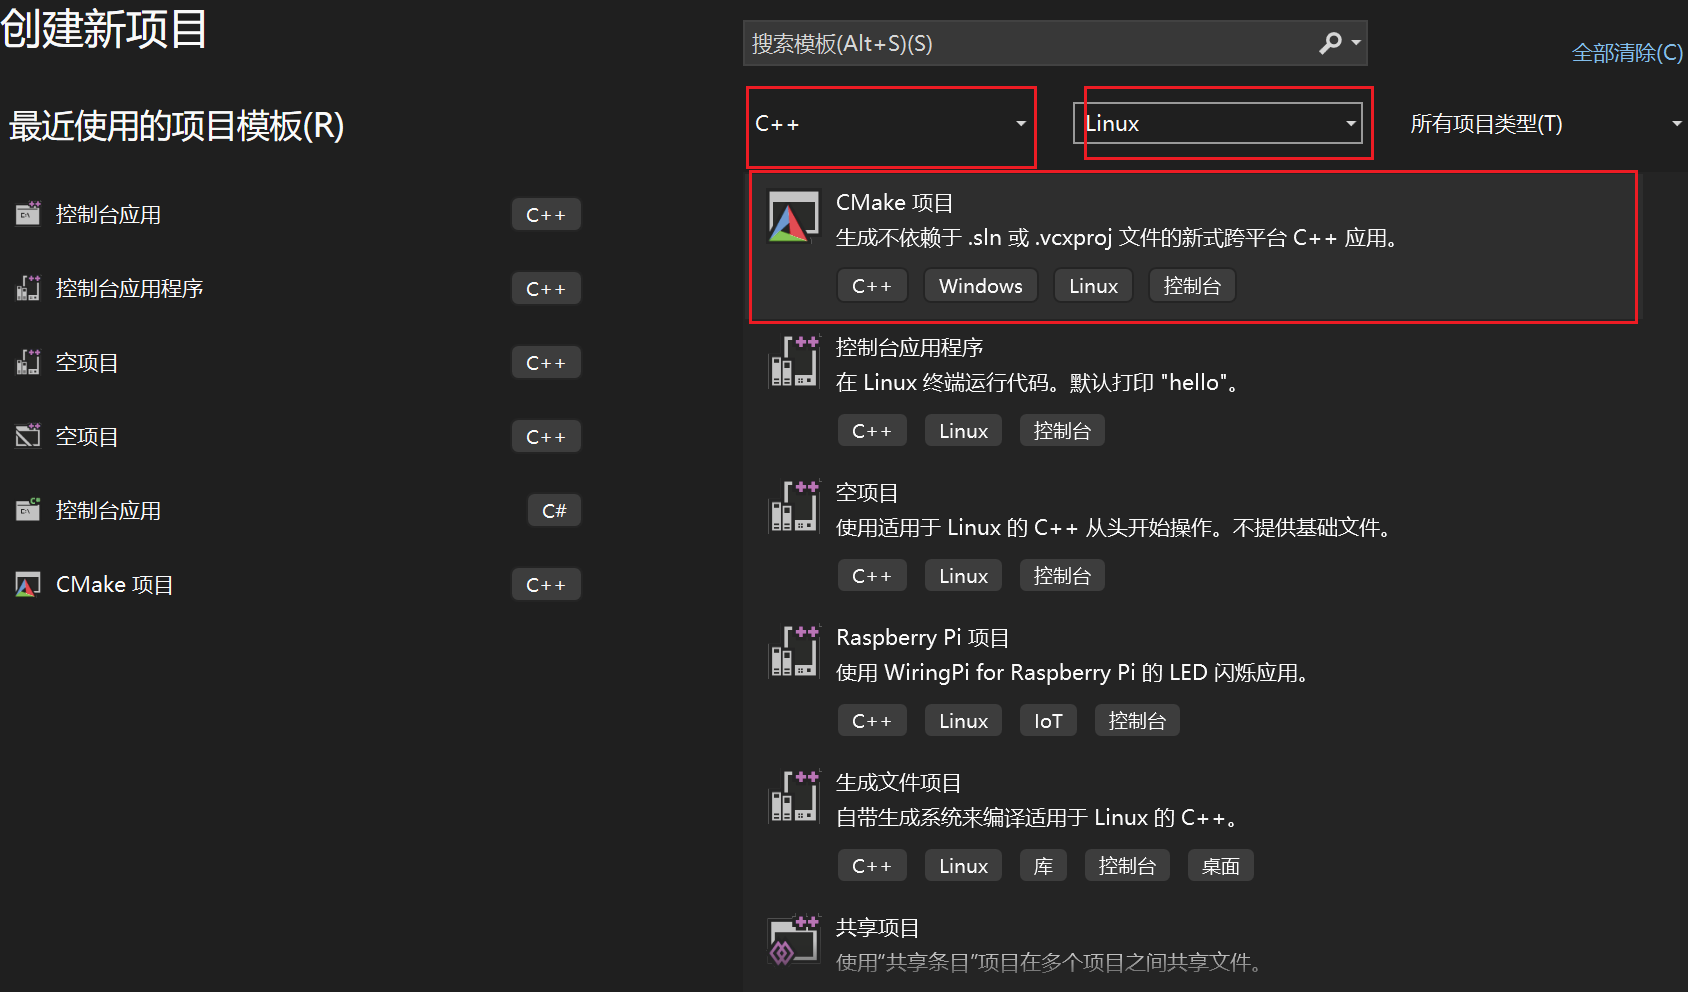 创建新项目
搜索模板(Alt+S)(S)
全部清除(C)
C++
Linux
所有项目类型(T)
最近使用的项目模板(R)
控制台应用
C++
控制台应用程序
C++
空项目
C++
空项目
C++
控制台应用
C#
CMake 项目
C++
CMake 项目
生成不依赖于 .sln 或 .vcxproj 文件的新式跨平台 C++ 应用。
C++ Windows Linux 控制台
控制台应用程序
在 Linux 终端运行代码。默认打印 "hello"。
C++ Linux 控制台
空项目
使用适用于 Linux 的 C++ 从头开始操作。不提供基础文件。
C++ Linux 控制台
Raspberry Pi 项目
使用 WiringPi for Raspberry Pi 的 LED 闪烁应用。
C++ Linux IoT 控制台
生成文件项目
自带生成系统来编译适用于 Linux 的 C++。
C++ Linux 库 控制台 桌面
共享项目
使用“共享条目”项目在多个项目之间共享文件。